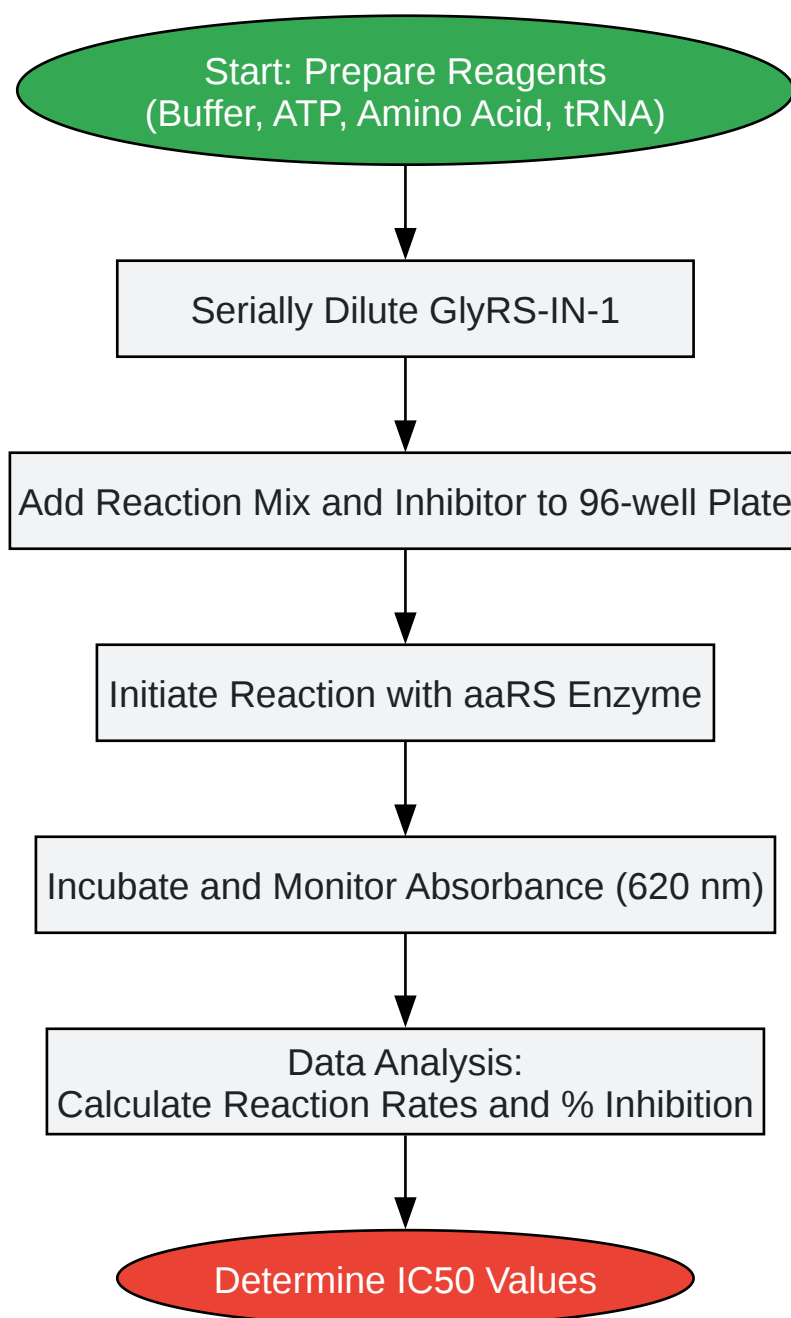 Start: Prepare Reagents
(Buffer, ATP, Amino Acid, tRNA)
Serially Dilute GlyRS-IN-1
Add Reaction Mix and Inhibitor to 96-well Plate
Initiate Reaction with aaRS Enzyme
Incubate and Monitor Absorbance (620 nm)
Data Analysis:
Calculate Reaction Rates and % Inhibition
Determine IC50 Values